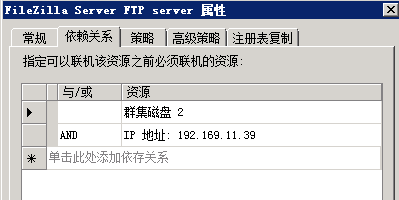 FileZilla Server FTP server 属性
常规 依赖关系 策略 高级策略 注册表复制
指定可以联机该资源之前必须联机的资源:
与/或 资源
群集磁盘 2
AND IP 地址: 192.169.11.39
单击此处添加依存关系